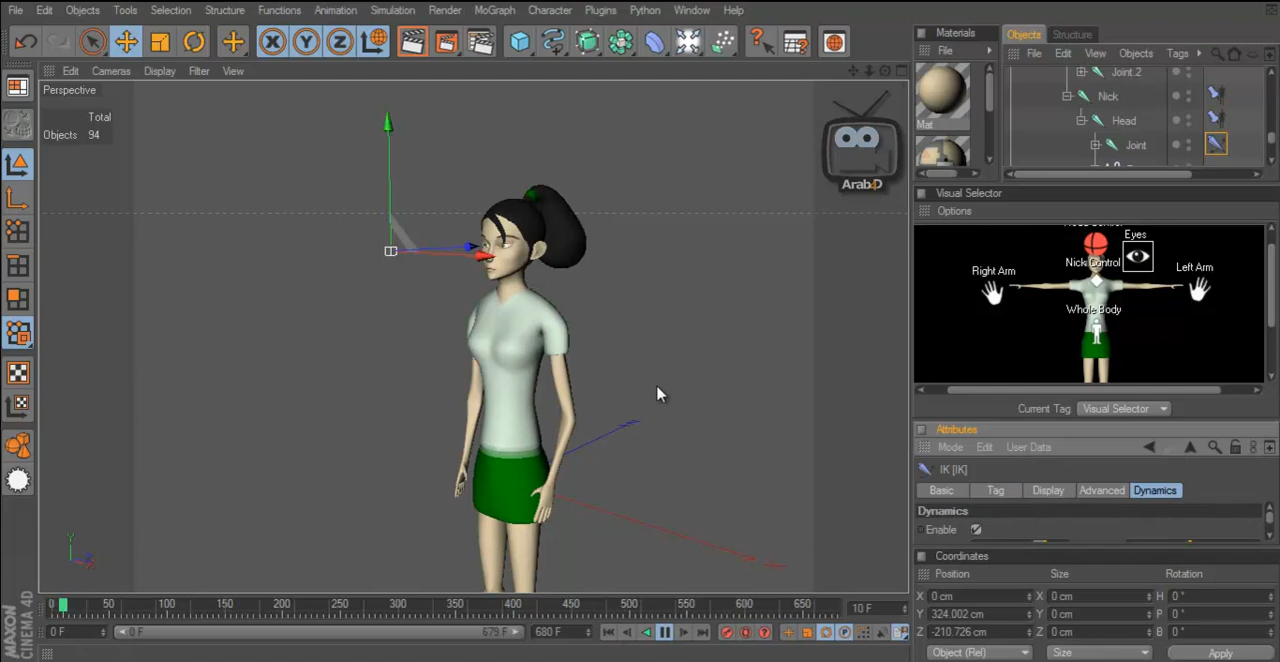 File Edit Objects Tools Selection Structure Functions Animation Simulation Render MoGraph Character Plugins Python Window Help
Edit Cameras Display Filter View
Perspective
Total
Objects 94
Arab4D
Materials
File
Mat
Objects Structure
File Edit View Objects Tags
Joint.2
Nick
Head
Joint
Visual Selector
Options
Eyes
Nick Control
Right Arm
Left Arm
Whole Body
Current Tag Visual Selector
Attributes
Mode Edit User Data
IK [IK]
Basic Tag Display Advanced Dynamics
Dynamics
Enable
Coordinates
Position Size Rotation
X 0 cm X 0 cm H 0 °
Y 324.002 cm Y 0 cm P 0 °
Z -210.726 cm Z 0 cm B 0 °
Object (Rel) Size Apply
0 50 100 150 200 250 300 350 400 450 500 550 600 650 10 F
0 F 0 F 679 F 680 F
MAXON
CINEMA 4D